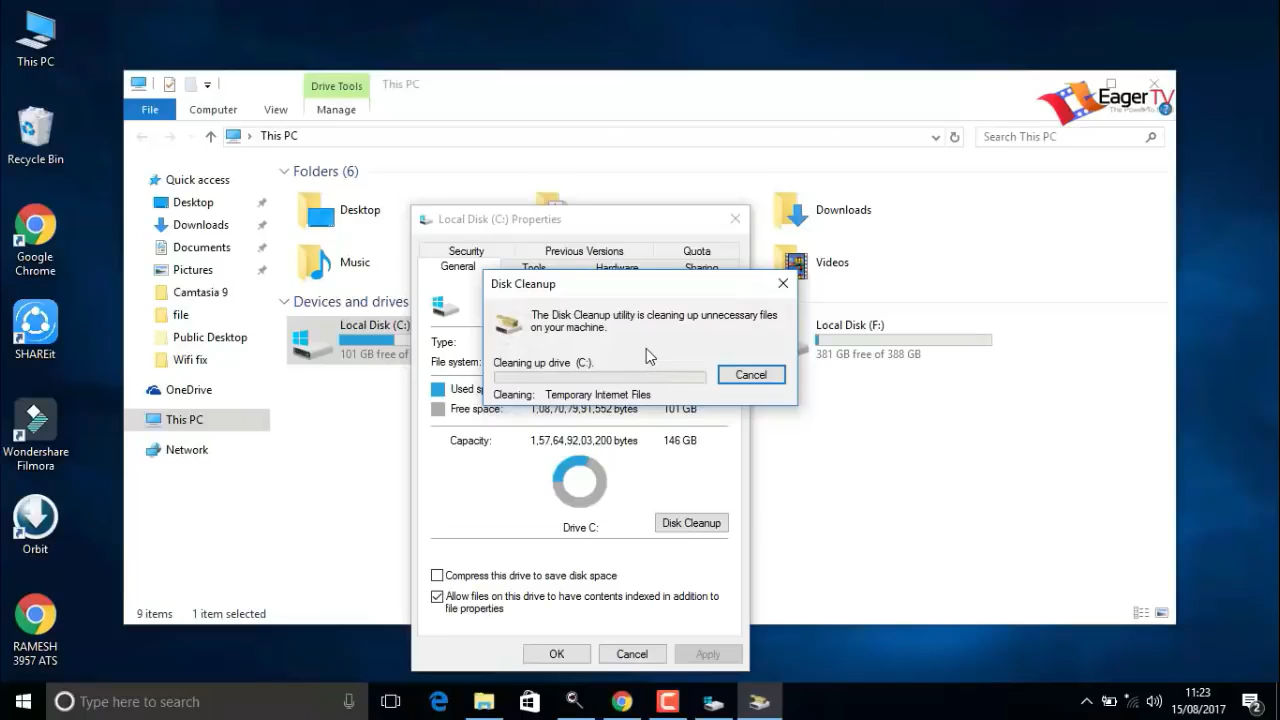 This PC
Recycle Bin
Google
Chrome
SHAREit
Wondershare
Filmora
Orbit
RAMESH
3957 ATS
Drive Tools
This PC
EagerTV
File
Computer
View
Manage
This PC
Search This PC
Quick access
Desktop
Downloads
Documents
Pictures
Camtasia 9
file
Public Desktop
Wifi fix
OneDrive
This PC
Network
Folders (6)
Desktop
Downloads
Music
Videos
Devices and drives
Local Disk (C:)
101 GB free of
Local Disk (F:)
381 GB free of 388 GB
9 items
1 item selected
Local Disk (C:) Properties
Security
Previous Versions
Quota
General
Tools
Hardware
Sharing
Type:
File system:
Used s
Free space:
1,08,70,79,91,552 bytes
101 GB
Capacity:
1,57,64,92,03,200 bytes
146 GB
Drive C:
Disk Cleanup
Compress this drive to save disk space
Allow files on this drive to have contents indexed in addition to
file properties
OK
Cancel
Apply
Disk Cleanup
The Disk Cleanup utility is cleaning up unnecessary files
on your machine.
Cleaning up drive (C:).
Cancel
Cleaning: Temporary Internet Files
Type here to search
11:23
15/08/2017
2